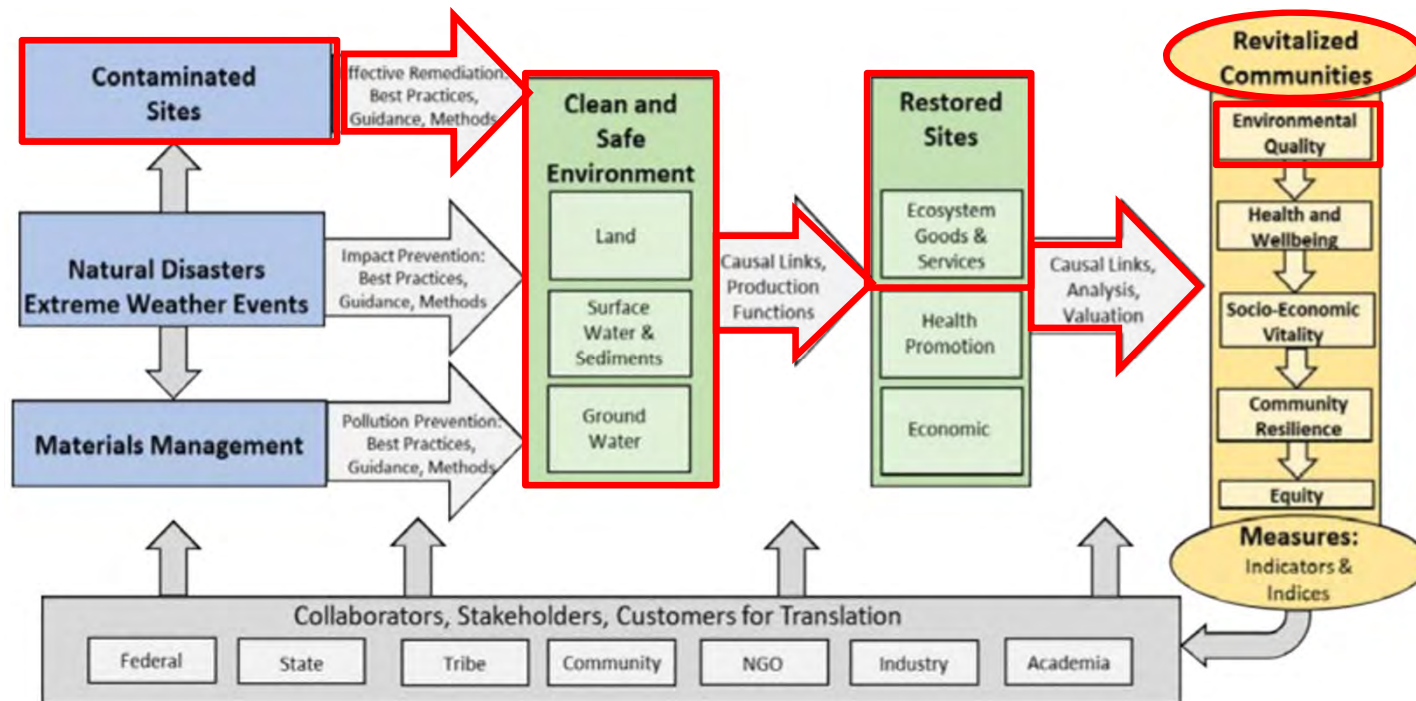 Contaminated
Sites
ffective Remediation:
Best Practices,
Guidance, Methods
Natural Disasters
Extreme Weather Events
Impact Prevention:
Best Practices,
Guidance, Methods
Materials Management
Pollution Prevention:
Best Practices,
Guidance, Methods
Clean and
Safe
Environment
Land
Surface
Water &
Sediments
Ground
Water
Causal Links,
Production
Functions
Restored
Sites
Ecosystem
Goods &
Services
Health
Promotion
Economic
Causal Links,
Analysis,
Valuation
Revitalized
Communities
Environmental
Quality
Health and
Wellbeing
Socio-Economic
Vitality
Community
Resilience
Equity
Measures:
Indicators &
Indices
Collaborators, Stakeholders, Customers for Translation
Federal
State
Tribe
Community
NGO
Industry
Academia